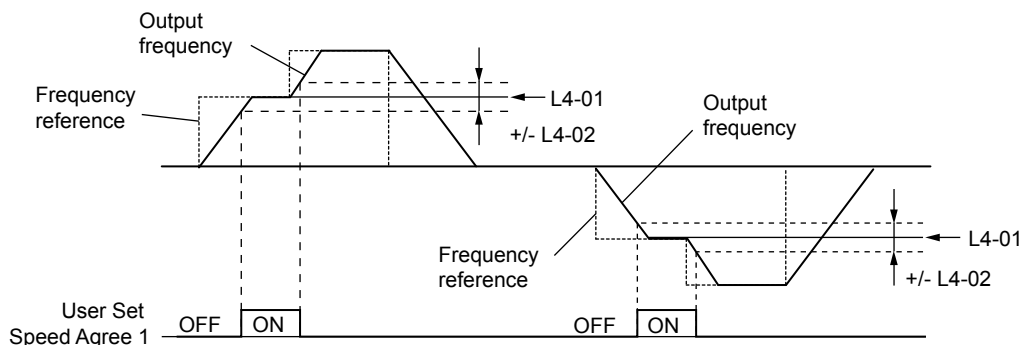 Output
frequency
Frequency
reference
L4-01
+/- L4-02
Output
frequency
Frequency
reference
L4-01
+/- L4-02
User Set
Speed Agree 1
OFF
ON
OFF
ON